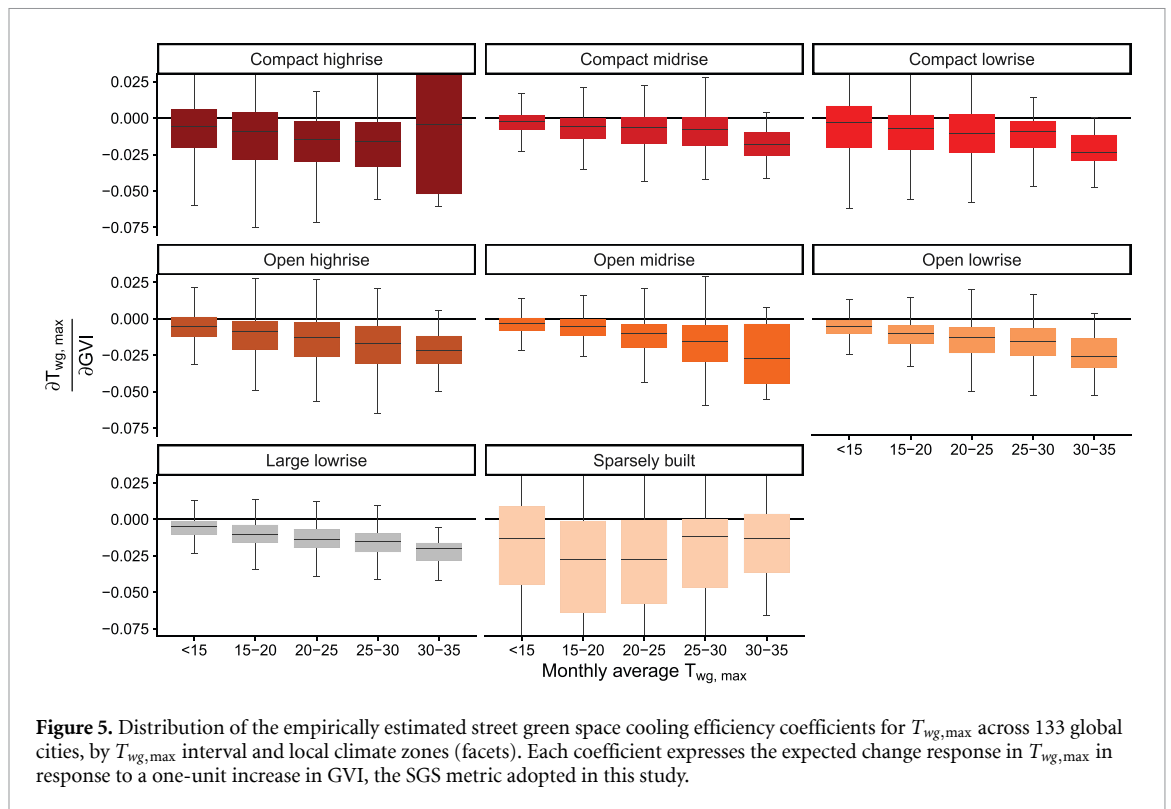 Compact highrise
Compact midrise
Compact lowrise
0.025
0.000
−0.025
−0.050
−0.075
Open highrise
Open midrise
Open lowrise
0.025
0.000
−0.025
−0.050
−0.075
<15 15−20 20−25 25−30 30−35
Large lowrise
Sparsely built
0.025
0.000
−0.025
−0.050
−0.075
<15 15−20 20−25 25−30 30−35
<15 15−20 20−25 25−30 30−35
∂Twg, max
∂GVI
Monthly average Twg, max
Figure 5. Distribution of the empirically estimated street green space cooling efficiency coefficients for Twg,max across 133 global
cities, by Twg,max interval and local climate zones (facets). Each coefficient expresses the expected change response in Twg,max in
response to a one-unit increase in GVI, the SGS metric adopted in this study.